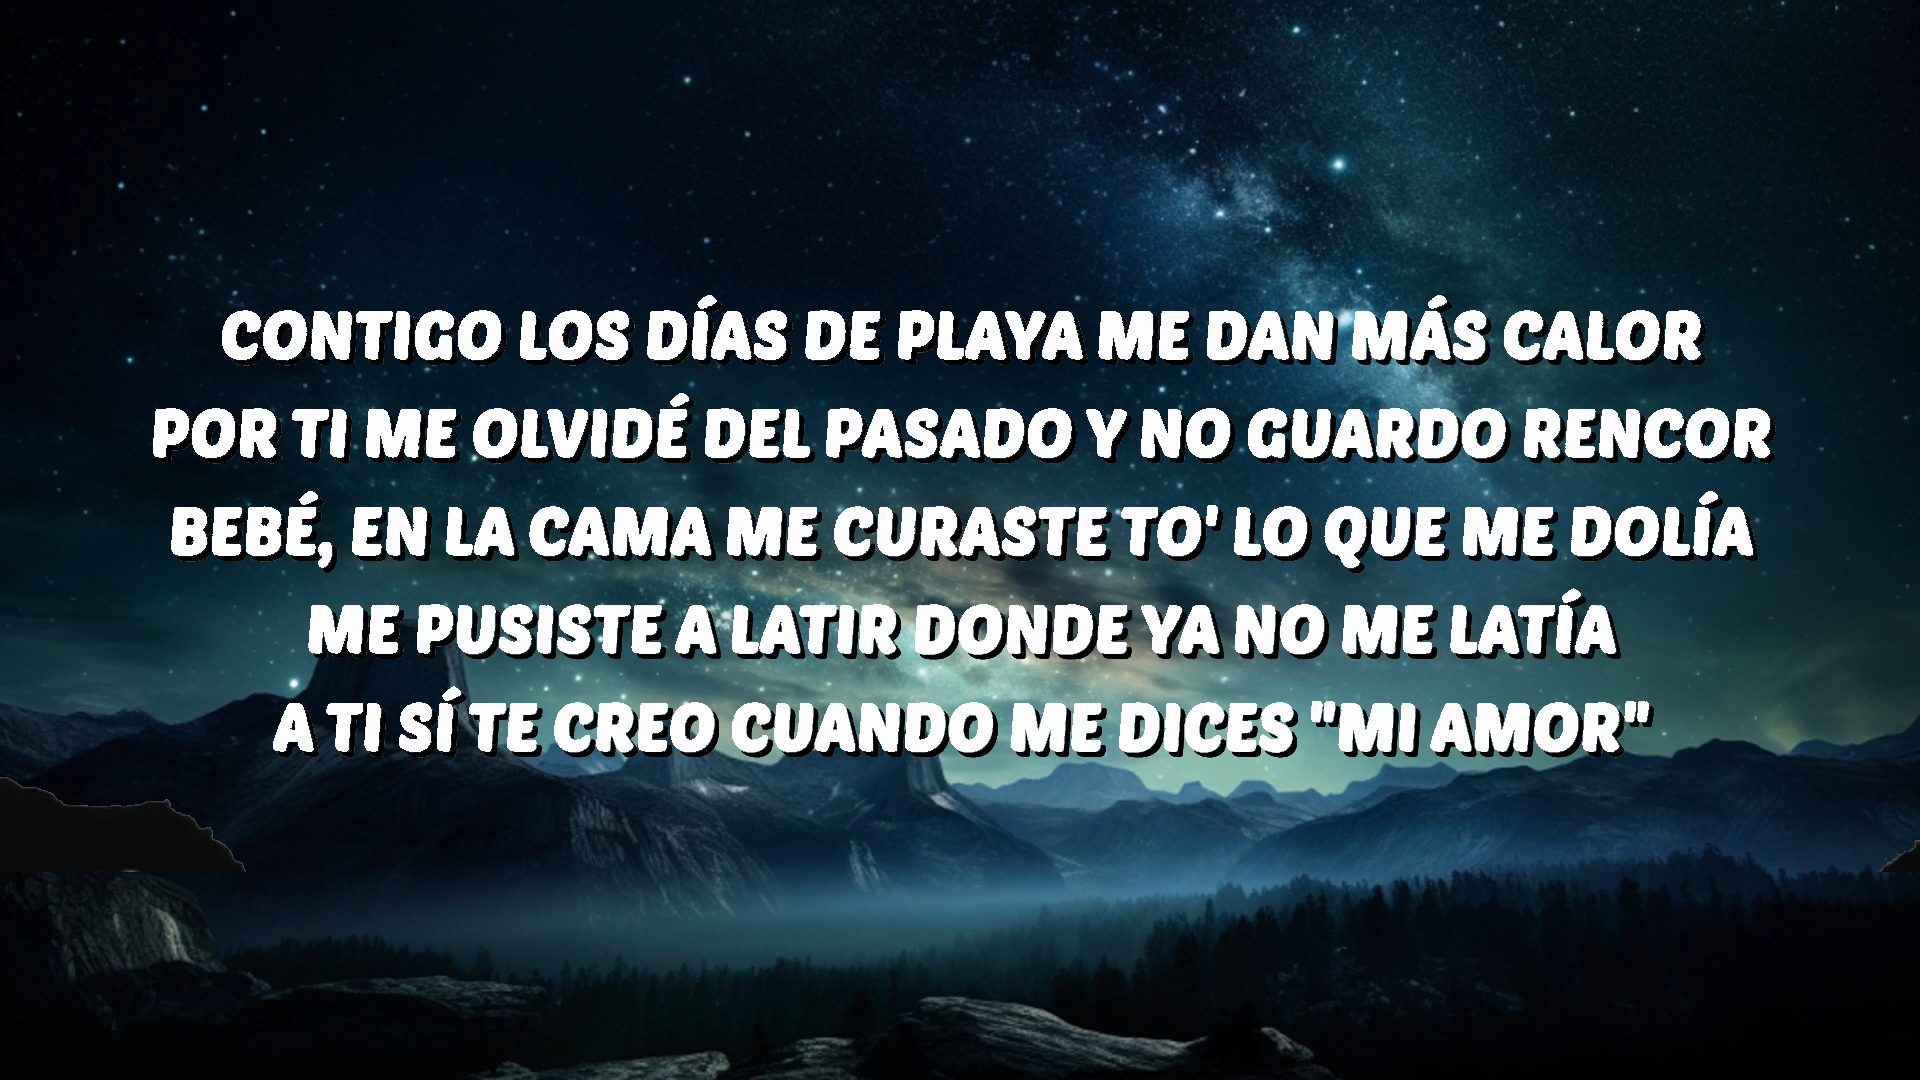 CONTIGO LOS DÍAS DE PLAYA ME DAN MÁS CALOR
POR TI ME OLVIDÉ DEL PASADO Y NO GUARDO RENCOR
BEBÉ, EN LA CAMA ME CURASTE TO' LO QUE ME DOLÍA
ME PUSISTE A LATIR DONDE YA NO ME LATÍA
A TI SÍ TE CREO CUANDO ME DICES "MI AMOR"